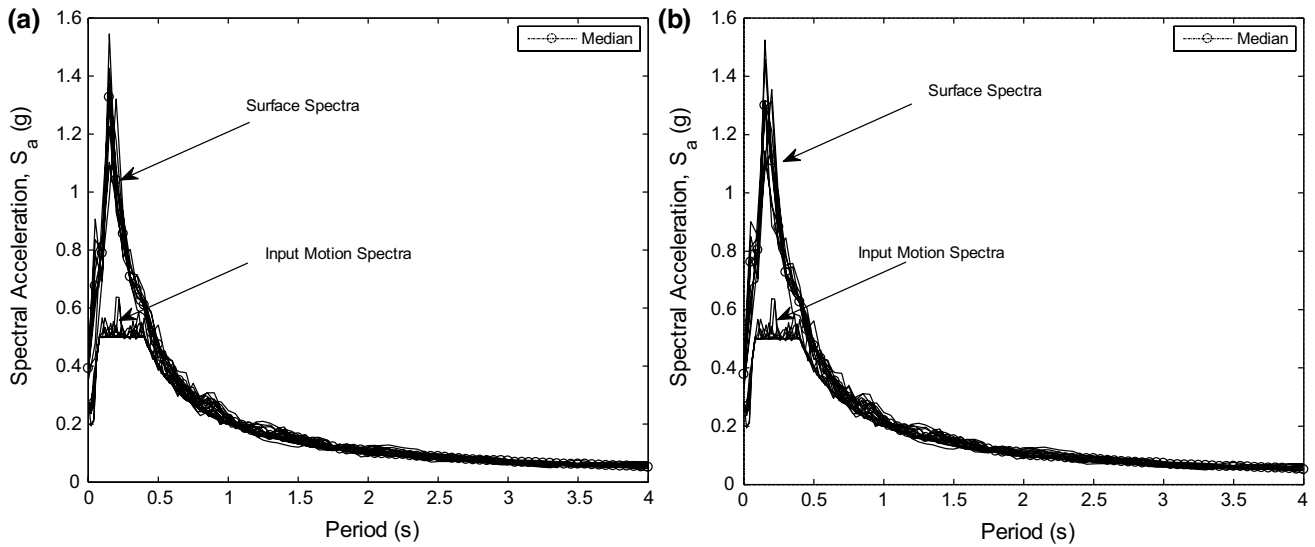 (a)
Median
Surface Spectra
Input Motion Spectra
Spectral Acceleration, S_a (g)
1.6
1.4
1.2
1
0.8
0.6
0.4
0.2
0
0 0.5 1 1.5 2 2.5 3 3.5 4
Period (s)
(b)
Median
Surface Spectra
Input Motion Spectra
Spectral Acceleration, S_a (g)
1.6
1.4
1.2
1
0.8
0.6
0.4
0.2
0
0 0.5 1 1.5 2 2.5 3 3.5 4
Period (s)